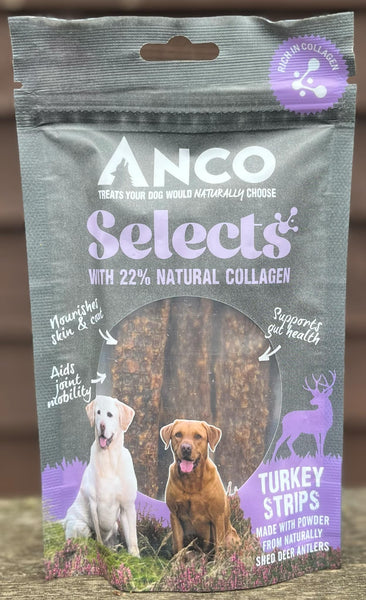 RICH IN COLLAGEN
ANCO
TREATS YOUR DOG WOULD NATURALLY CHOOSE
Selects
WITH 22% NATURAL COLLAGEN
Nourishes
skin & coat
Supports
gut health
Aids
joint
mobility
TURKEY
STRIPS
MADE WITH POWDER
FROM NATURALLY
SHED DEER ANTLERS